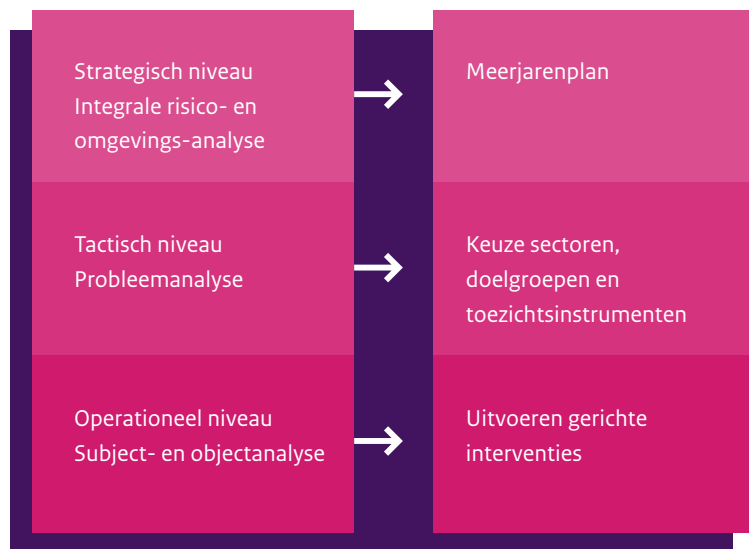 Strategisch niveau
Integrale risico- en
omgevings-analyse
Meerjarenplan
Tactisch niveau
Probleemanalyse
Keuze sectoren,
doelgroepen en
toezichtsinstrumenten
Operationeel niveau
Subject- en objectanalyse
Uitvoeren gerichte
interventies